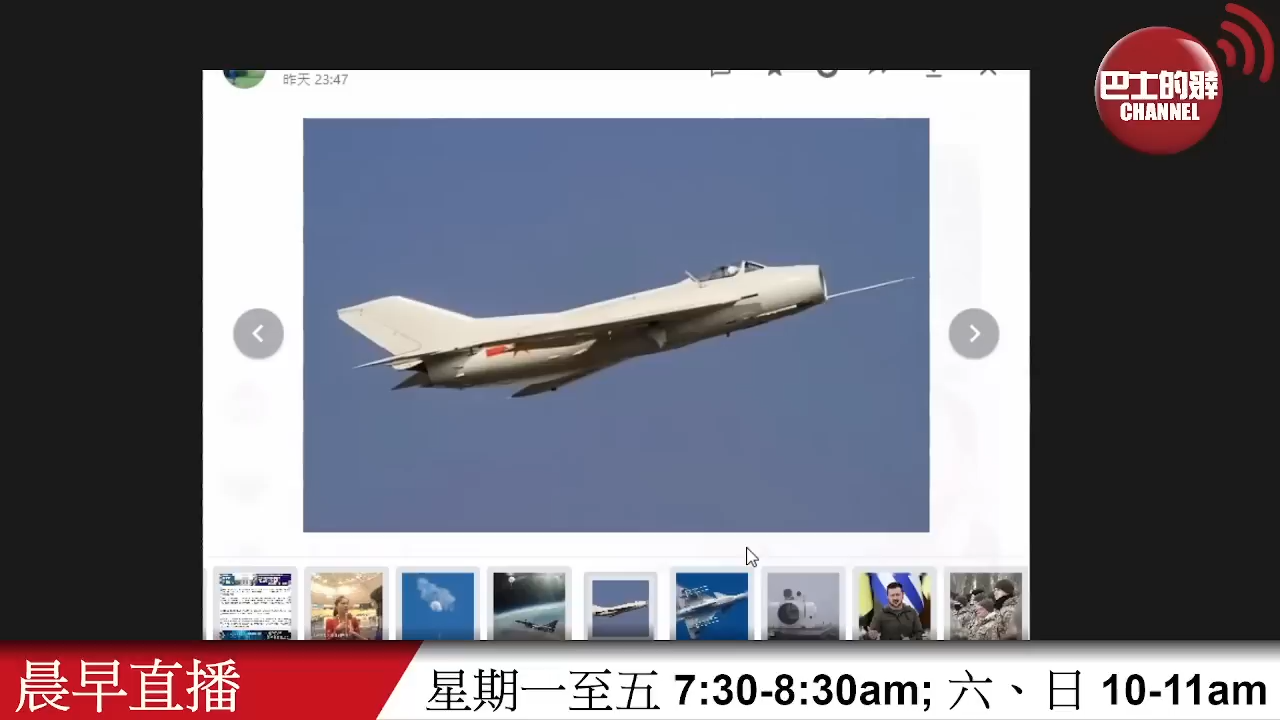 昨天 23:47
巴士的報
CHANNEL
晨早直播
星期一至五 7:30-8:30am; 六、日 10-11am